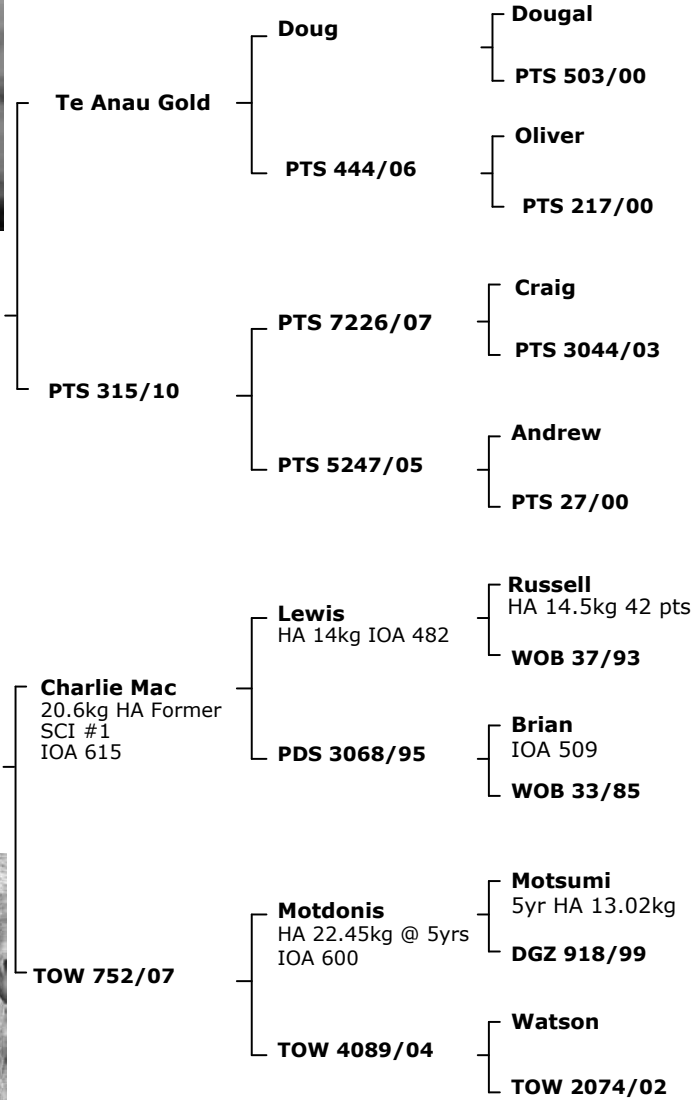 Doug
Dougal
PTS 503/00
Te Anau Gold
Oliver
PTS 444/06
PTS 217/00
Craig
PTS 7226/07
PTS 3044/03
PTS 315/10
Andrew
PTS 5247/05
PTS 27/00
Russell
HA 14.5kg 42 pts
Lewis
HA 14kg IOA 482
WOB 37/93
Charlie Mac
20.6kg HA Former
SCI #1
IOA 615
Brian
IOA 509
PDS 3068/95
WOB 33/85
Motsumi
5yr HA 13.02kg
Motdonis
HA 22.45kg @ 5yrs
IOA 600
DGZ 918/99
TOW 752/07
Watson
TOW 4089/04
TOW 2074/02